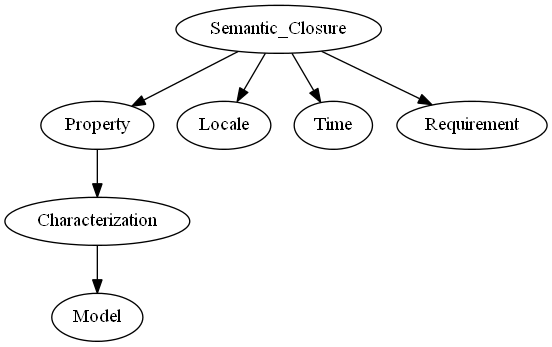 Semantic_Closure
Property
Locale
Time
Requirement
Characterization
Model